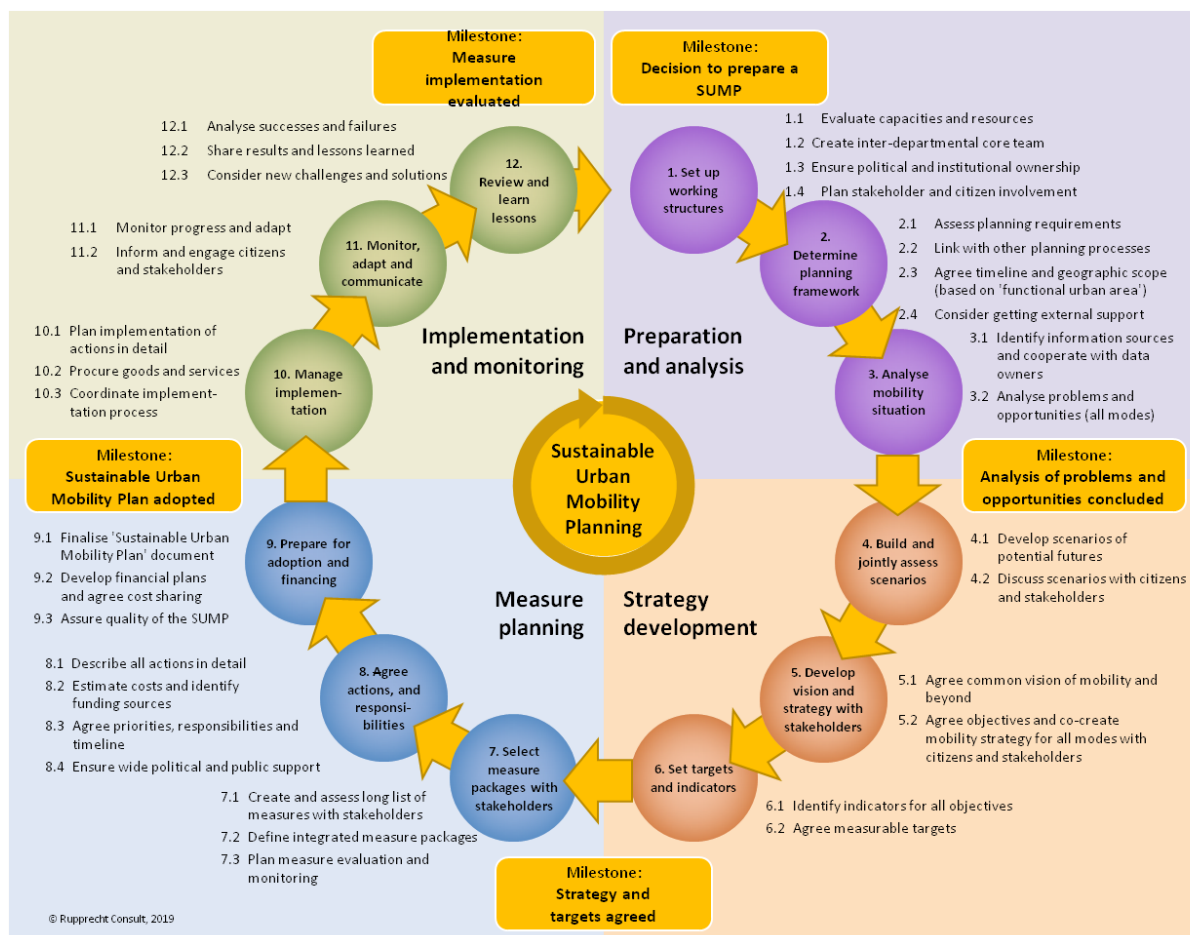 Milestone:
Measure
implementation
evaluated
Milestone:
Decision to prepare a
SUMP
12.1 Analyse successes and failures
12.2 Share results and lessons learned
12.3 Consider new challenges and solutions
12.
Review and
learn
lessons
1. Set up
working
structures
1.1 Evaluate capacities and resources
1.2 Create inter-departmental core team
1.3 Ensure political and institutional ownership
1.4 Plan stakeholder and citizen involvement
11.1 Monitor progress and adapt
11.2 Inform and engage citizens
and stakeholders
11. Monitor,
adapt and
communicate
2.
Determine
planning
framework
2.1 Assess planning requirements
2.2 Link with other planning processes
2.3 Agree timeline and geographic scope
(based on 'functional urban area')
2.4 Consider getting external support
10.1 Plan implementation of
actions in detail
10.2 Procure goods and services
10.3 Coordinate implemen-
tation process
10. Manage
implemen-
tation
Implementation
and monitoring
Preparation
and analysis
3. Analyse
mobility
situation
3.1 Identify information sources
and cooperate with data
owners
3.2 Analyse problems and
opportunities (all modes)
Milestone:
Sustainable Urban
Mobility Plan adopted
Sustainable
Urban
Mobility
Planning
Milestone:
Analysis of problems and
opportunities concluded
9.1 Finalise 'Sustainable Urban
Mobility Plan' document
9.2 Develop financial plans
and agree cost sharing
9.3 Assure quality of the SUMP
9. Prepare for
adoption and
financing
Measure
planning
Strategy
development
4. Build and
jointly assess
scenarios
4.1 Develop scenarios of
potential futures
4.2 Discuss scenarios with citizens
and stakeholders
8.1 Describe all actions in detail
8.2 Estimate costs and identify
funding sources
8.3 Agree priorities, responsibilities and
timeline
8.4 Ensure wide political and public support
8. Agree
actions, and
responsi-
bilities
5. Develop
vision and
strategy with
stakeholders
5.1 Agree common vision of mobility and
beyond
5.2 Agree objectives and co-create
mobility strategy for all modes with
citizens and stakeholders
7. Select
measure
packages with
stakeholders
6. Set targets
and indicators
7.1 Create and assess long list of
measures with stakeholders
7.2 Define integrated measure packages
7.3 Plan measure evaluation and
monitoring
6.1 Identify indicators for all objectives
6.2 Agree measurable targets
Milestone:
Strategy and
targets agreed
© Rupprecht Consult, 2019